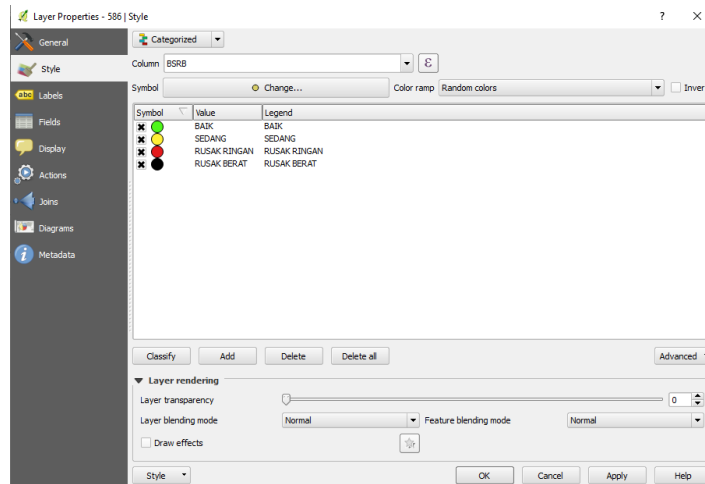 Layer Properties - 586 | Style
?
General
Style
abc Labels
Fields
Display
Actions
Joins
Diagrams
i Metadata
Categorized
Column BSRB ε
Symbol Change... Color ramp Random colors Inver
Symbol Value Legend
BAIK BAIK
SEDANG SEDANG
RUSAK RINGAN RUSAK RINGAN
RUSAK BERAT RUSAK BERAT
Classify Add Delete Delete all Advanced
Layer rendering
Layer transparency 0
Layer blending mode Normal Feature blending mode Normal
Draw effects
Style OK Cancel Apply Help